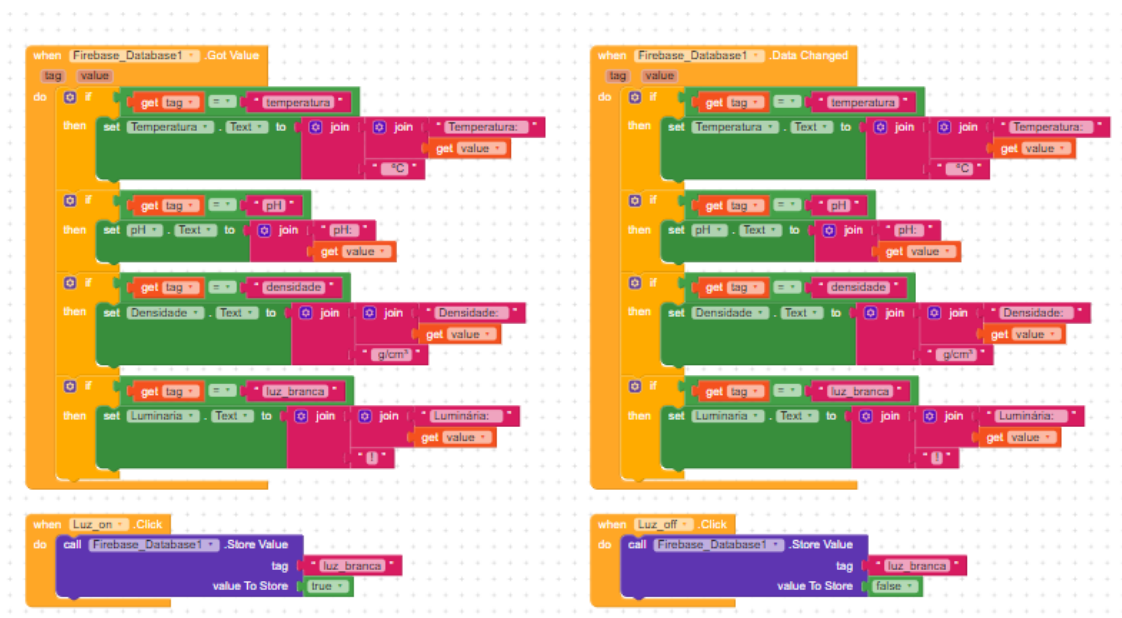 when Firebase_Database1 .Got Value
tag value
do if get tag = " temperatura "
then set Temperatura . Text to join join " Temperatura: "
get value
" ºC "
if get tag = " pH "
then set pH . Text to join " pH: "
get value
if get tag = " densidade "
then set Densidade . Text to join join " Densidade: "
get value
" g/cm³ "
if get tag = " luz_branca "
then set Luminaria . Text to join join " Luminária: "
get value
" ! "
when Luz_on .Click
do call Firebase_Database1 .Store Value
tag " luz_branca "
value To Store true
when Firebase_Database1 .Data Changed
tag value
do if get tag = " temperatura "
then set Temperatura . Text to join join " Temperatura: "
get value
" ºC "
if get tag = " pH "
then set pH . Text to join " pH: "
get value
if get tag = " densidade "
then set Densidade . Text to join join " Densidade: "
get value
" g/cm³ "
if get tag = " luz_branca "
then set Luminaria . Text to join join " Luminária: "
get value
" ! "
when Luz_off .Click
do call Firebase_Database1 .Store Value
tag " luz_branca "
value To Store false